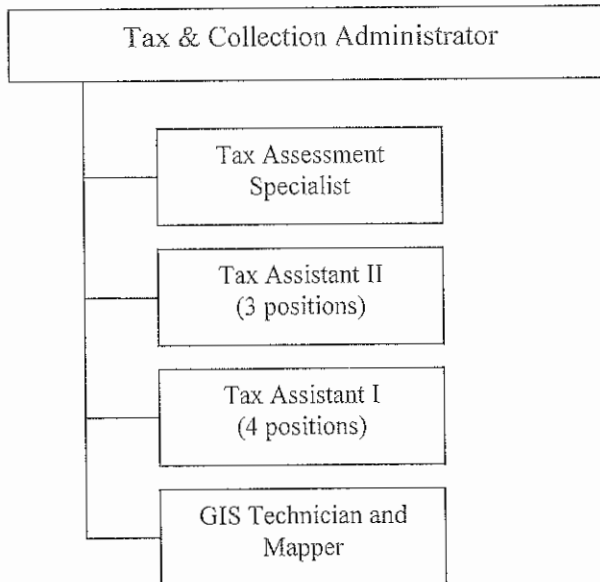 Tax & Collection Administrator
Tax Assessment
Specialist
Tax Assistant II
(3 positions)
Tax Assistant I
(4 positions)
GIS Technician and
Mapper